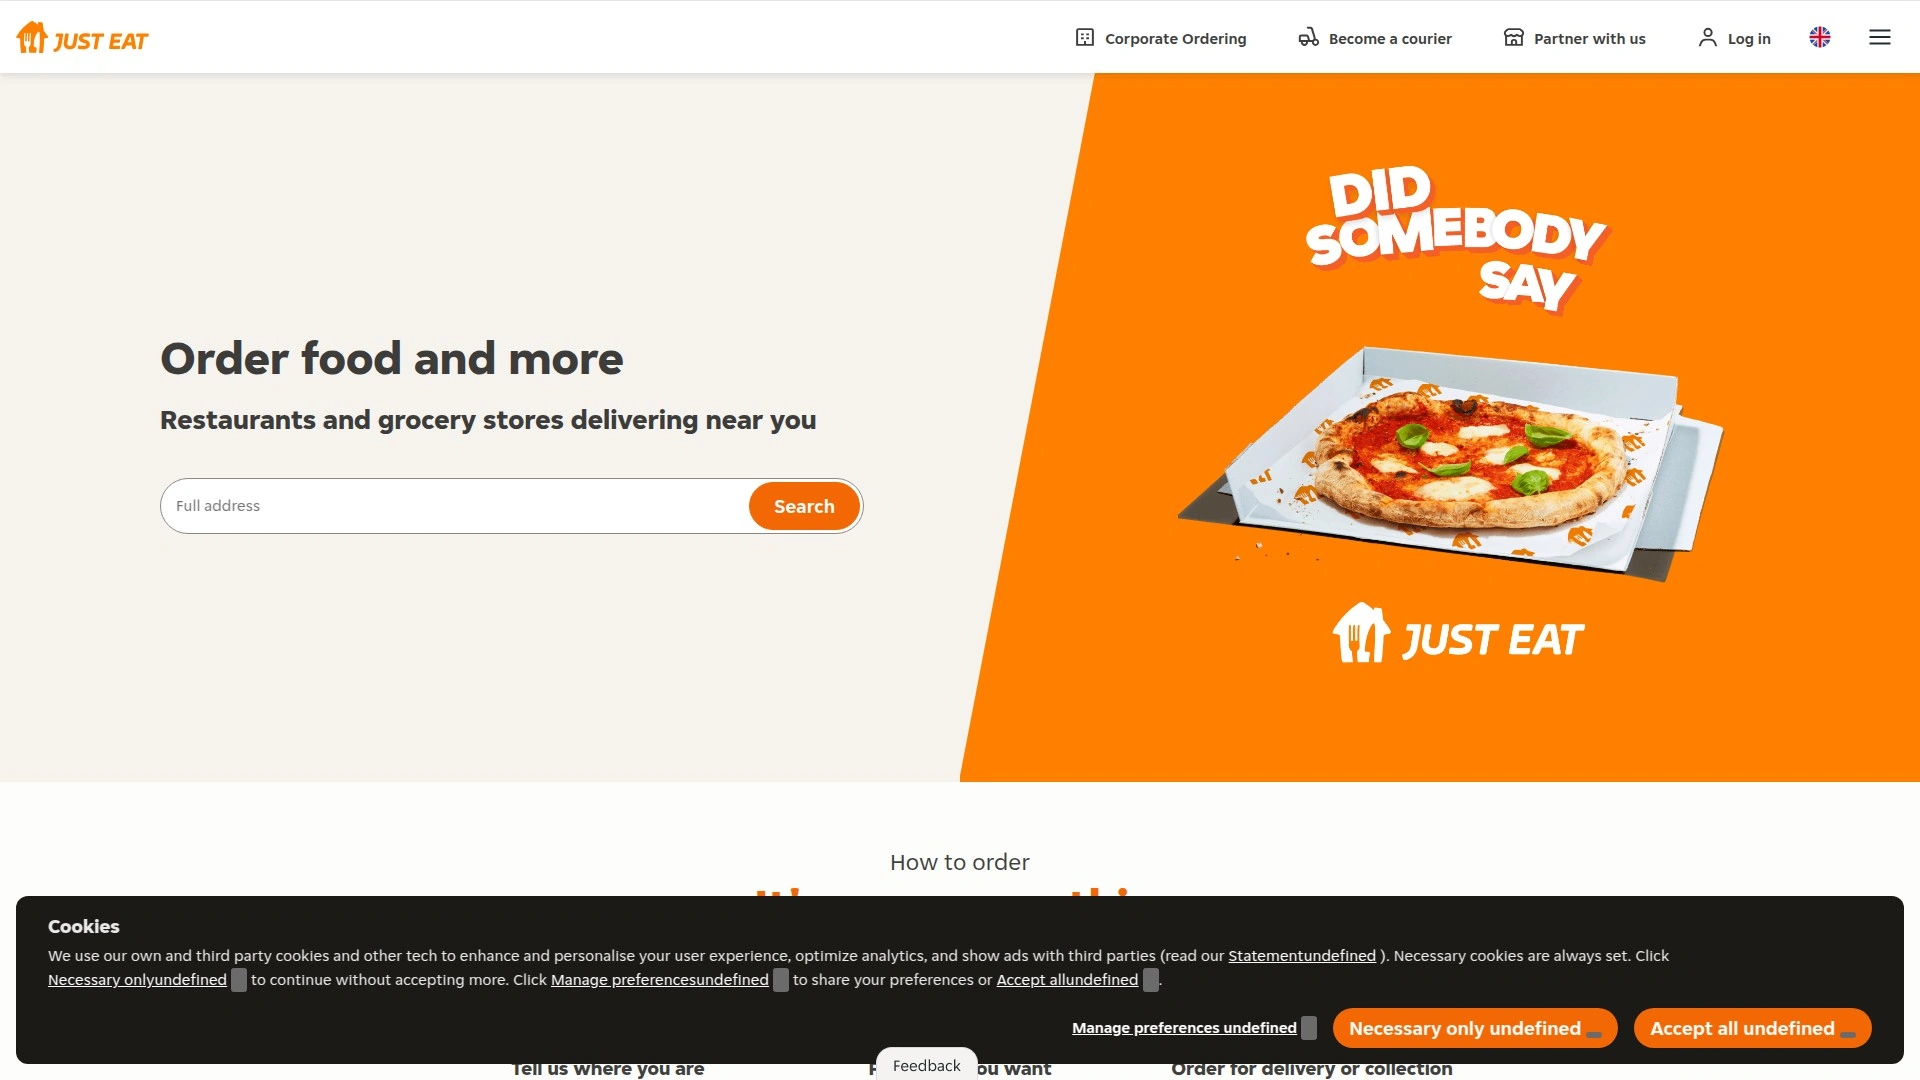 JUST EAT
Corporate Ordering
Become a courier
Partner with us
Log in
DID
SOMEBODY
SAY
Order food and more
Restaurants and grocery stores delivering near you
Full address
Search
JUST EAT
How to order
Cookies
We use our own and third party cookies and other tech to enhance and personalise your user experience, optimize analytics, and show ads with third parties (read our Statementundefined ). Necessary cookies are always set. Click
Necessary onlyundefined to continue without accepting more. Click Manage preferencesundefined to share your preferences or Accept allundefined .
Manage preferences undefined
Necessary only undefined
Accept all undefined
Feedback
Tell us where you are
you want
Order for delivery or collection